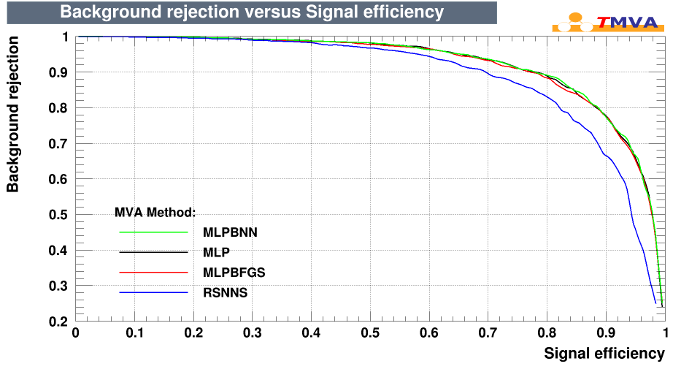 Background rejection versus Signal efficiency
TMVA
Background rejection
1
0.9
0.8
0.7
0.6
0.5
0.4
0.3
0.2
MVA Method:
MLPBNN
MLP
MLPBFGS
RSNNS
0 0.1 0.2 0.3 0.4 0.5 0.6 0.7 0.8 0.9 1
Signal efficiency